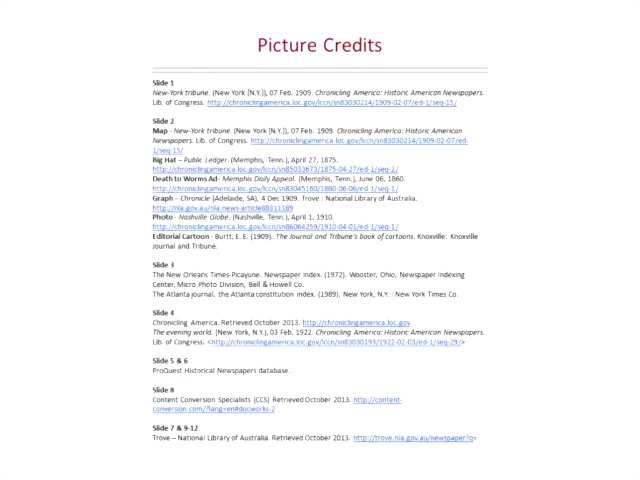 Picture Credits
Slide 1
New-York tribune. (New York [N.Y.]), 07 Feb. 1909. Chronicling America: Historic American Newspapers.
Lib. of Congress. http://chroniclingamerica.loc.gov/lccn/sn83030214/1909-02-07/ed-1/seq-15/
Slide 2
Map - New-York tribune. (New York [N.Y.]), 07 Feb. 1909. Chronicling America: Historic American
Newspapers. Lib. of Congress. http://chroniclingamerica.loc.gov/lccn/sn83030214/1909-02-07/ed-
1/seq-15/
Big Hat – Public Ledger. (Memphis, Tenn.), April 27, 1875.
http://chroniclingamerica.loc.gov/lccn/sn85033673/1875-04-27/ed-1/seq-2/
Death to Worms Ad- Memphis Daily Appeal. (Memphis, Tenn.), June 06, 1860.
http://chroniclingamerica.loc.gov/lccn/sn83045160/1860-06-06/ed-1/seq-1/
Graph – Chronicle (Adelaide, SA), 4 Dec 1909. Trove : National Library of Australia.
http://nla.gov.au/nla.news-article88311189
Photo - Nashville Globe. (Nashville, Tenn.), April 1, 1910.
http://chroniclingamerica.loc.gov/lccn/sn86064259/1910-04-01/ed-1/seq-1/
Editorial Cartoon - Burtt, E. E. (1909). The Journal and Tribune's book of cartoons. Knoxville: Knoxville
Journal and Tribune.
Slide 3
The New Orleans Times-Picayune. Newspaper Index. (1972). Wooster, Ohio, Newspaper Indexing
Center, Micro Photo Division, Bell & Howell Co.
The Atlanta journal, the Atlanta constitution index. (1989). New York, N.Y. : New York Times Co.
Slide 4
Chronicling America, Retrieved October 2013. http://chroniclingamerica.loc.gov
The evening world. (New York, N.Y.), 03 Feb. 1922. Chronicling America: Historic American Newspapers.
Lib. of Congress. <http://chroniclingamerica.loc.gov/lccn/sn83030193/1922-02-03/ed-1/seq-29/>
Slide 5 & 6
ProQuest Historical Newspapers database.
Slide 8
Content Conversion Specialists (CCS) Retrieved October 2013. http://content-
conversion.com/?lang=en#docworks-2
Slide 7 & 9-12
Trove – National Library of Australia. Retrieved October 2013. http://trove.nla.gov.au/newspaper?q=